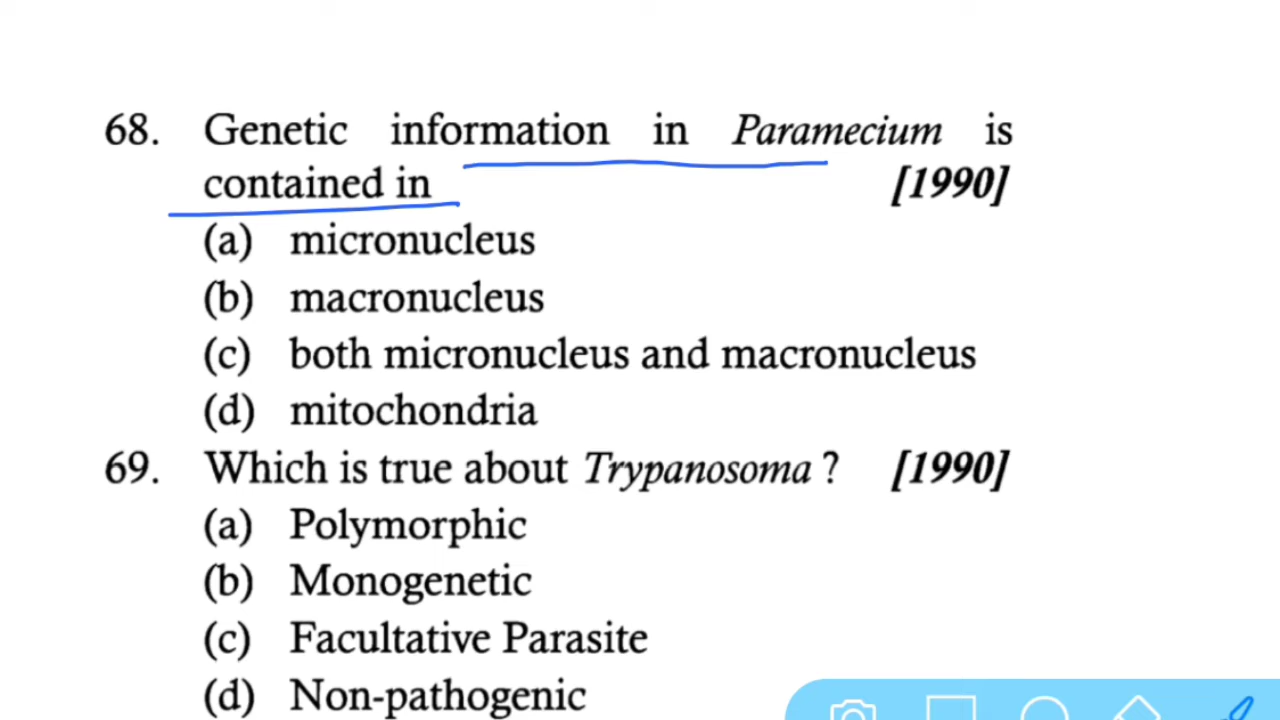 68. Genetic information in Paramecium is
contained in [1990]
(a) micronucleus
(b) macronucleus
(c) both micronucleus and macronucleus
(d) mitochondria
69. Which is true about Trypanosoma ? [1990]
(a) Polymorphic
(b) Monogenetic
(c) Facultative Parasite
(d) Non-pathogenic